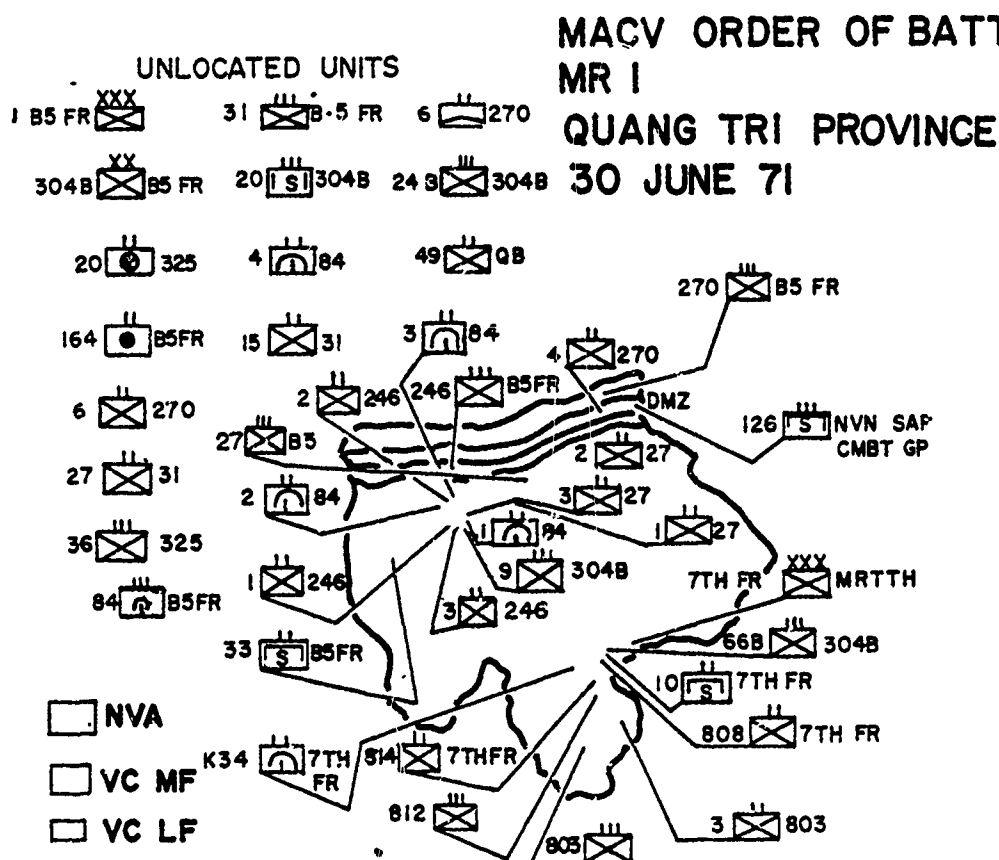 MACV ORDER OF BATT
MR I
QUANG TRI PROVINCE
30 JUNE 71
UNLOCATED UNITS
1 B5 FR
31 B-5 FR
6 270
304B B5 FR
20 S 304B
24B 304B
20 325
4 84
49 QB
164 B5FR
15 31
6 270
27 31
36 325
84 B5FR
270 B5 FR
3 84
4 270
2 246
246 B5FR
DMZ
126 S NVN SAP
CMBT GP
27 B5
2 27
2 84
3 27
1 84
1 27
1 246
9 304B
7TH FR MRTTH
3 246
66B 304B
33 S B5FR
10 S 7TH FR
808 7TH FR
K34 7TH
FR
814 7TH FR
812
803
3 803
NVA
VC MF
VC LF